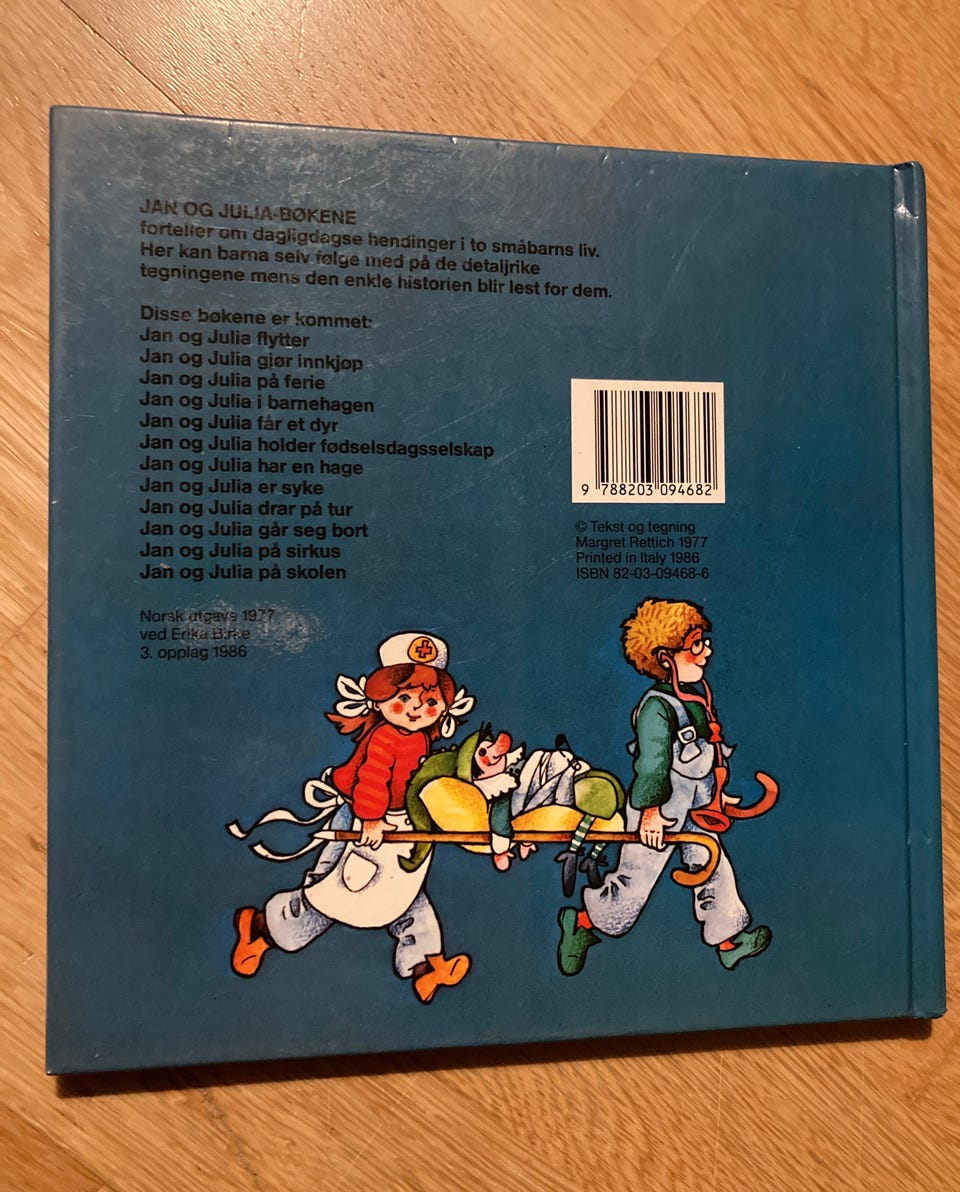 JAN OG JULIA-BØKENE
forteller om dagligdagse hendinger i to småbarns liv.
Her kan barna selv følge med på de detaljrike
tegningene mens den enkle historien blir lest for dem.
Disse bøkene er kommet:
Jan og Julia flytter
Jan og Julia gjør innkjøp
Jan og Julia på ferie
Jan og Julia i barnehagen
Jan og Julia får et dyr
Jan og Julia holder fødselsdagsselskap
Jan og Julia har en hage
Jan og Julia er syke
Jan og Julia drar på tur
Jan og Julia går seg bort
Jan og Julia på sirkus
Jan og Julia på skolen
Norsk utgave 1977
ved Erika Birke
3. opplag 1986
9 788203 094682
© Tekst og tegning
Margret Rettich 1977
Printed in Italy 1986
ISBN 82-03-09468-6